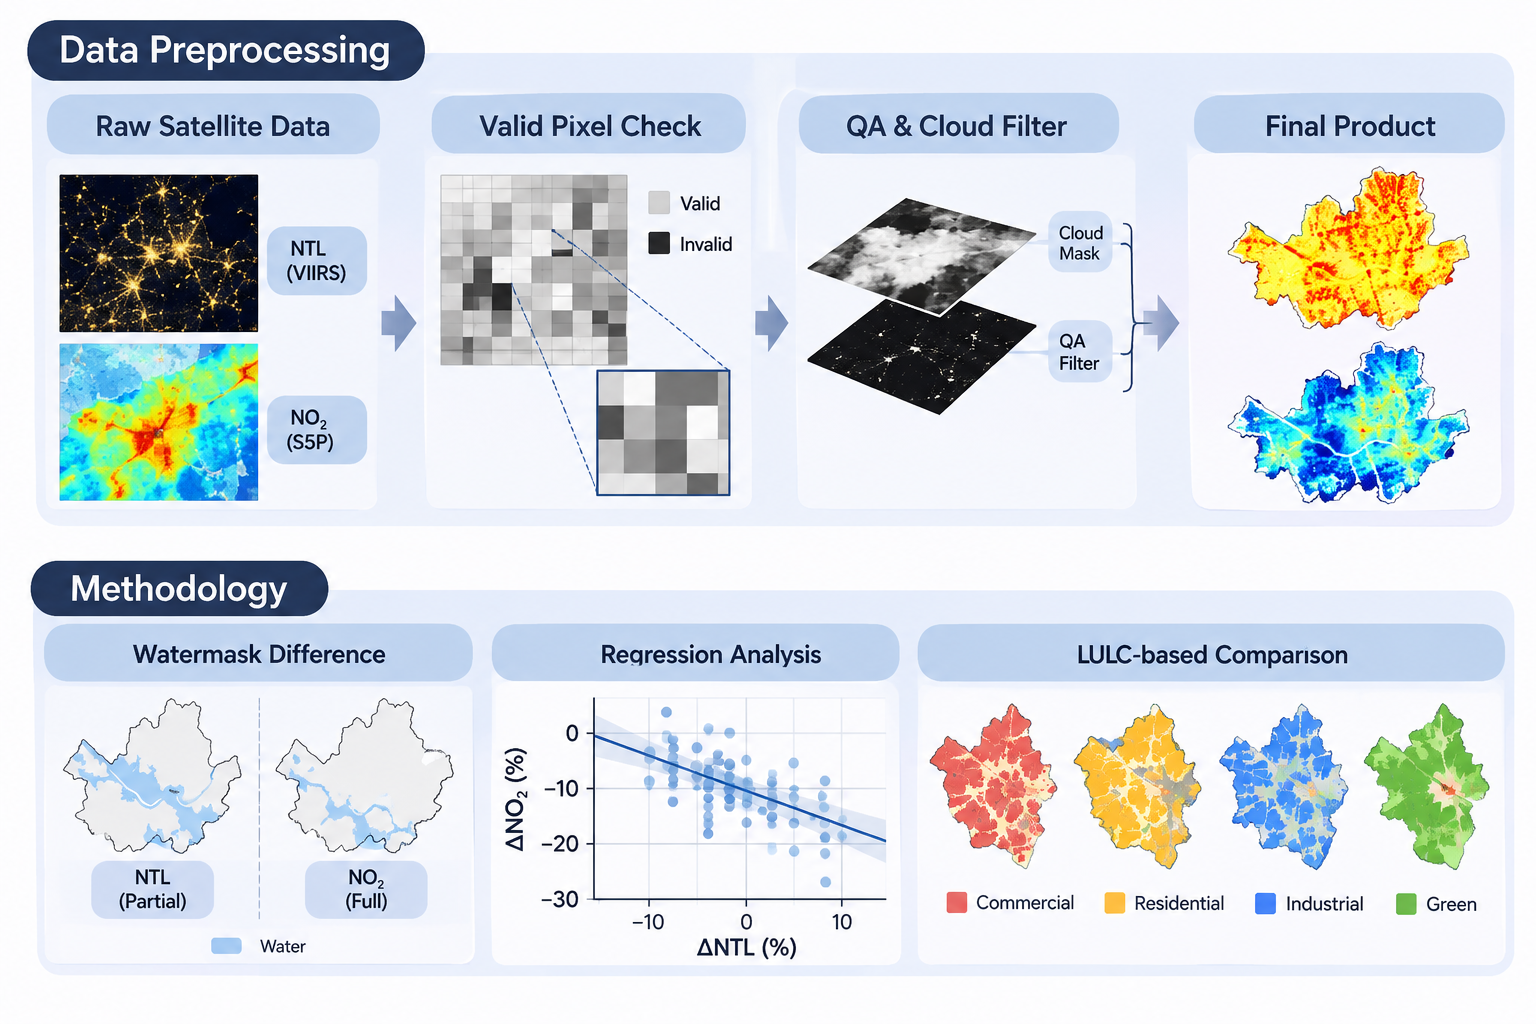 Data Preprocessing
Raw Satellite Data
Valid Pixel Check
QA & Cloud Filter
Final Product
NTL
(VIIRS)
NO₂
(S5P)
Valid
Invalid
Cloud
Mask
QA
Filter
Methodology
Watermask Difference
Regression Analysis
LULC-based Comparison
NTL
(Partial)
NO₂
(Full)
Water
ΔNO₂ (%)
0
−10
−20
−30
−10
0
10
ΔNTL (%)
Commercial
Residential
Industrial
Green